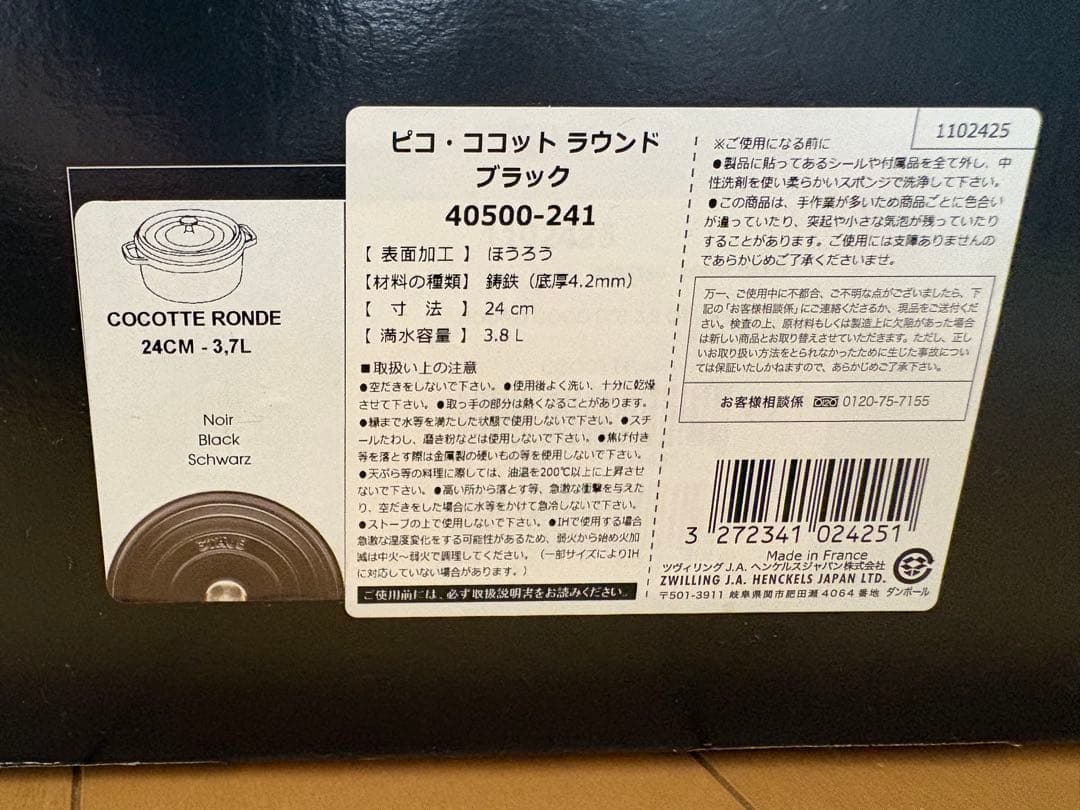 COCOTTE RONDE
24CM - 3,7L
Noir
Black
Schwarz
STAUB
ピコ・ココット ラウンド
ブラック
40500-241
【 表面加工 】 ほうろう
【材料の種類】 鋳鉄（底厚4.2mm）
【 寸 法 】 24 cm
【 満水容量 】 3.8 L
■取扱い上の注意
●空だきをしないで下さい。●使用後よく洗い、十分に乾燥
させて下さい。●取っ手の部分は熱くなることがあります。
●縁まで水等を満たした状態で使用しないで下さい。●スチ
ールたわし、磨き粉などは使用しないで下さい。●焦げ付き
等を落とす際は金属製の硬いもの等を使用しないで下さい。
●天ぷら等の料理に際しては、油温を200℃以上に上昇させ
ないで下さい。●高い所から落とす等、急激な衝撃を与えた
り、空だきをした場合に水等をかけて急冷しないで下さい。
●ストーブの上で使用しないで下さい。●IHで使用する場合
急激な温度変化をする可能性があるため、弱火から始め火加
減は中火〜弱火で調理してください。（一部サイズによりIH
に対応していない場合があります。）
ご使用前には、必ず取扱説明書をお読みください。
1102425
※ご使用になる前に
●製品に貼ってあるシールや付属品を全て外し、中
性洗剤を使い柔らかいスポンジで洗浄して下さい。
●この商品は、手作業が多いため商品ごとに色合い
が違っていたり、突起や小さな気泡が残っていたり
することがあります。ご使用には支障ありませんの
であらかじめご了承くださいませ。
万一、ご使用中に不都合、ご不明な点がございましたら、下
記の「お客様相談係」にご連絡くださるか、現品をご送付くだ
さい。検査の上、原材料もしくは製造上に欠陥があった場合
は新しい商品とお取り替えさせていただきます。ただし、正し
いお取り扱い方法をとられなかったために生じた事故につい
ては保証いたしかねますので、あらかじめご了承下さい。
お客様相談係 0120-75-7155
3 272341 024251
Made in France
ツヴィリング J.A. ヘンケルスジャパン株式会社
ZWILLING J.A. HENCKELS JAPAN LTD.
〒501-3911 岐阜県関市肥田瀬4064番地
ダンボール